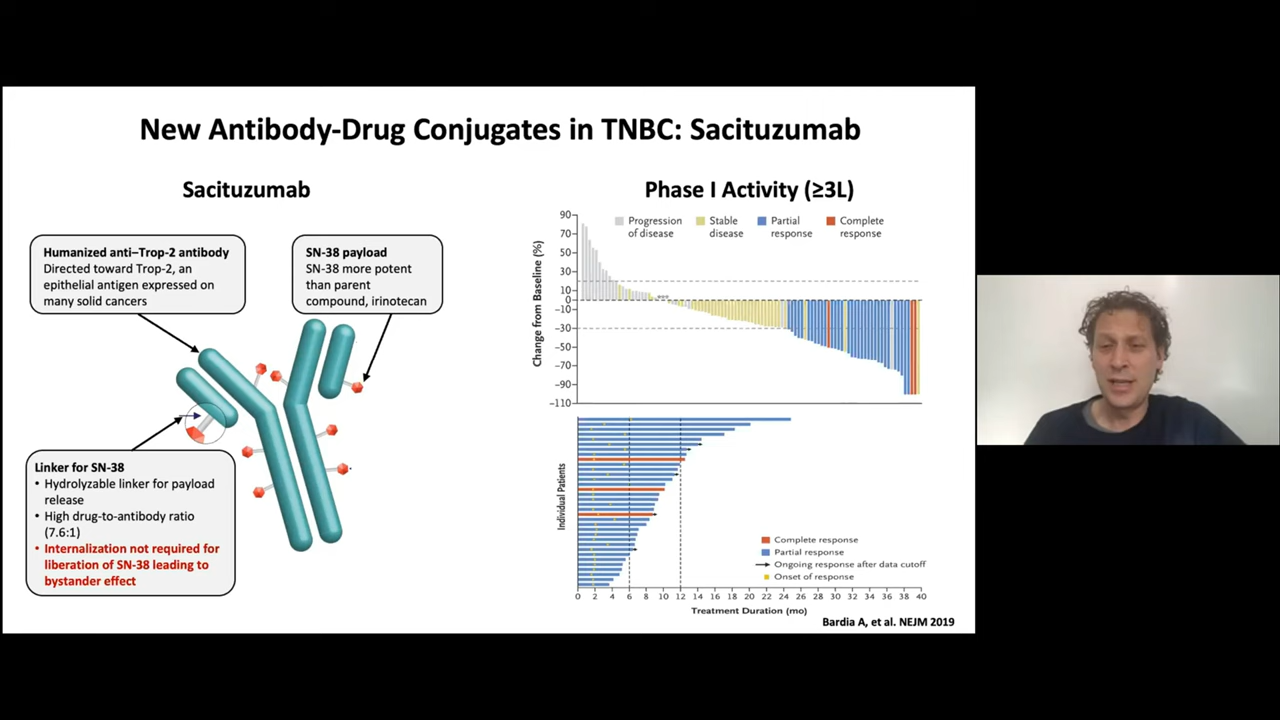 New Antibody-Drug Conjugates in TNBC: Sacituzumab
Sacituzumab
Humanized anti–Trop-2 antibody
Directed toward Trop-2, an
epithelial antigen expressed on
many solid cancers
SN-38 payload
SN-38 more potent
than parent
compound, irinotecan
Linker for SN-38
• Hydrolyzable linker for payload
release
• High drug-to-antibody ratio
(7.6:1)
• Internalization not required for
liberation of SN-38 leading to
bystander effect
Phase I Activity (≥3L)
Change from Baseline (%)
90
70
50
30
10
0
−10
−30
−50
−70
−90
−110
Progression
of disease
Stable
disease
Partial
response
Complete
response
Individual Patients
Complete response
Partial response
Ongoing response after data cutoff
Onset of response
0 2 4 6 8 10 12 14 16 18 20 22 24 26 28 30 32 34 36 38 40
Treatment Duration (mo)
Bardia A, et al. NEJM 2019